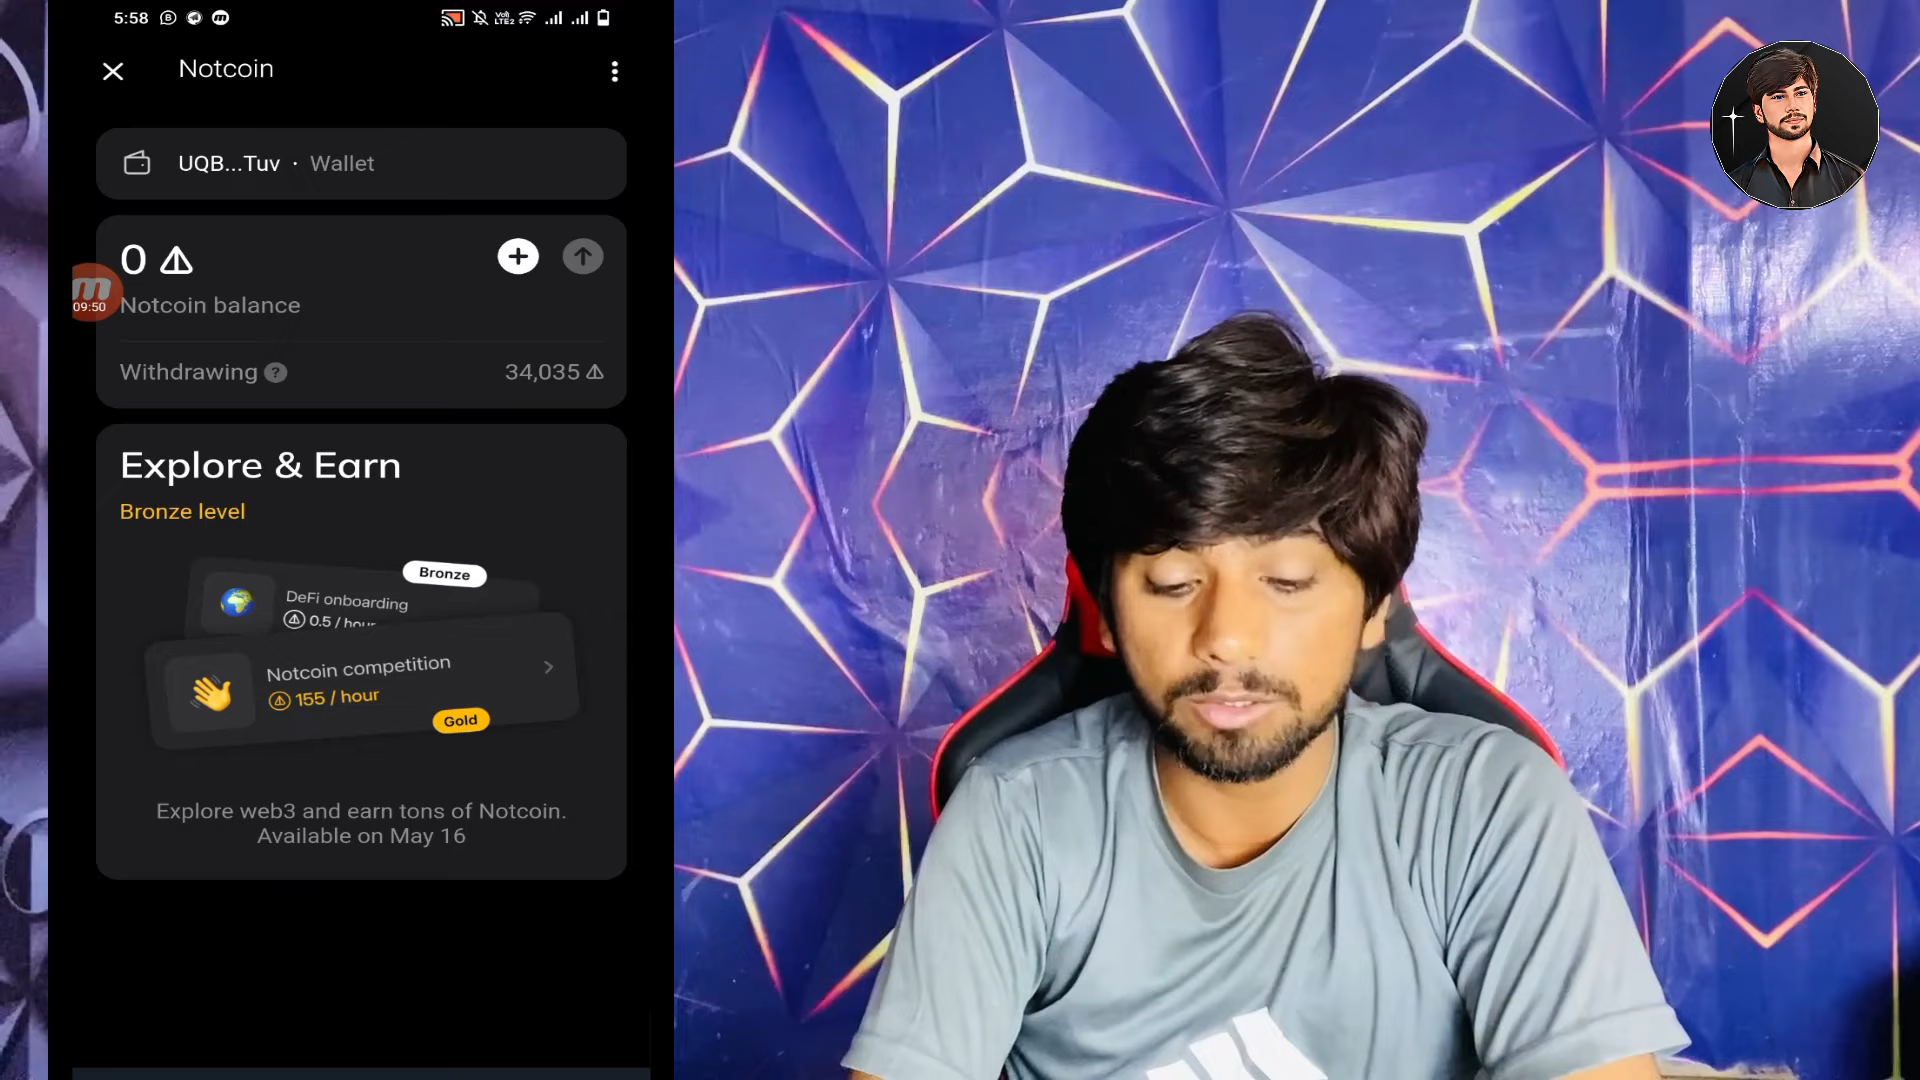 5:58
VoLTE2
Notcoin
UQB...Tuv · Wallet
0
m
09:50
Notcoin balance
Withdrawing ?
34,035
Explore & Earn
Bronze level
Bronze
DeFi onboarding
0.5 / hour
Notcoin competition
155 / hour
Gold
Explore web3 and earn tons of Notcoin.
Available on May 16